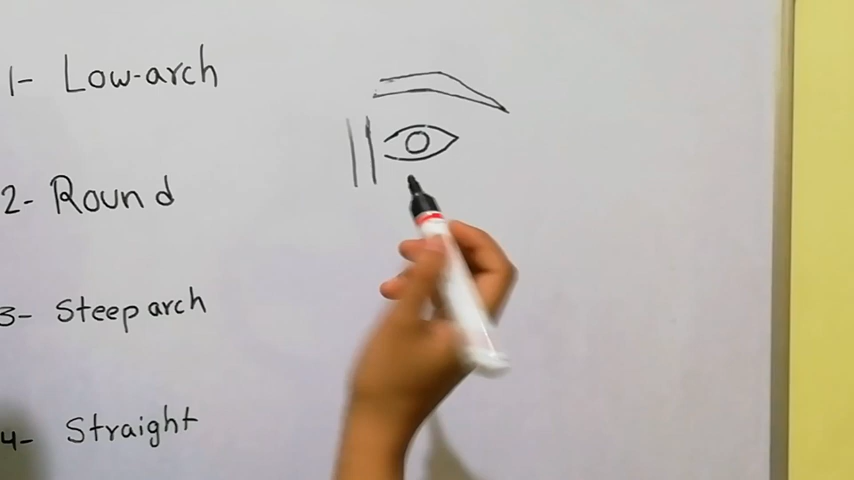 1- Low-arch
2- Round
3- Steep arch
4- Straight